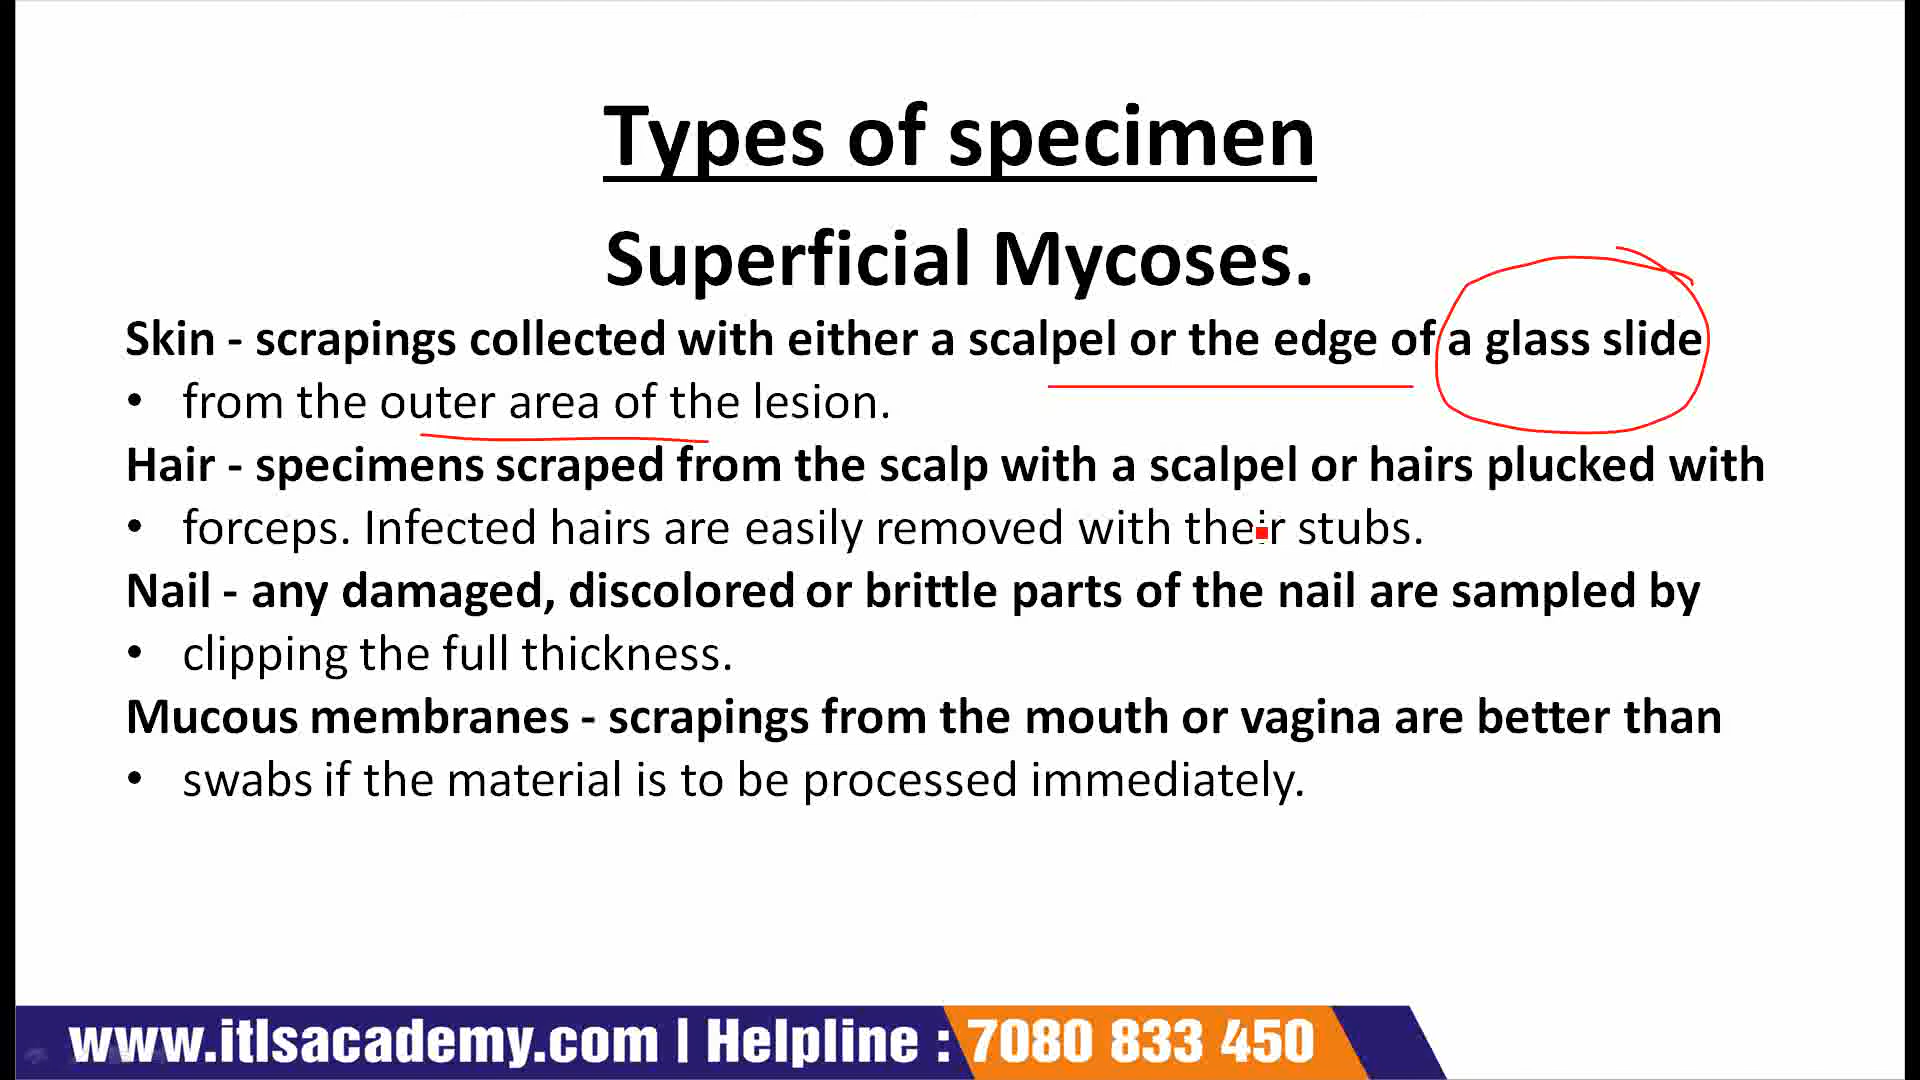 Types of specimen
Superficial Mycoses.
Skin - scrapings collected with either a scalpel or the edge of a glass slide
• from the outer area of the lesion.
Hair - specimens scraped from the scalp with a scalpel or hairs plucked with
• forceps. Infected hairs are easily removed with their stubs.
Nail - any damaged, discolored or brittle parts of the nail are sampled by
• clipping the full thickness.
Mucous membranes - scrapings from the mouth or vagina are better than
• swabs if the material is to be processed immediately.
www.itlsacademy.com | Helpline : 7080 833 450